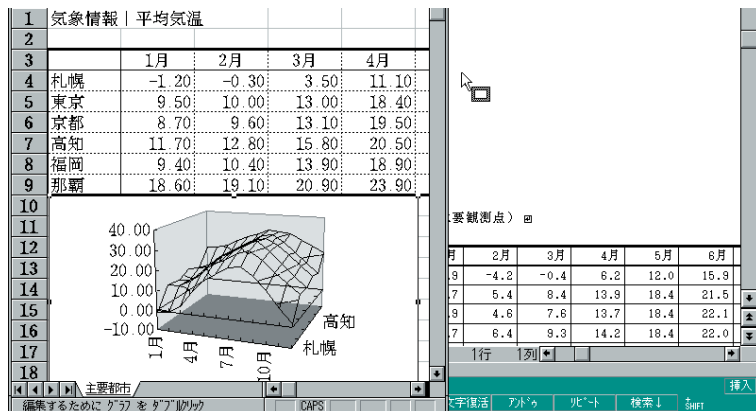 1 気象情報｜平均気温
2
3 1月 2月 3月 4月
4 札幌 -1.20 -0.30 3.50 11.10
5 東京 9.50 10.00 13.00 18.40
6 京都 8.70 9.60 13.10 19.50
7 高知 11.70 12.80 15.80 20.50
8 福岡 9.40 10.40 13.90 18.90
9 那覇 18.60 19.10 20.90 23.90
10
11
12
13
14
15
16
17
18
40.00
30.00
20.00
10.00
0.00
-10.00
高知
札幌
1月 4月 7月 10月
主要都市
編集するために ｸﾞﾗﾌ を ﾀﾞﾌﾞﾙｸﾘｯｸ CAPS
要観測点）
月 2月 3月 4月 5月 6月
.9 -4.2 -0.4 6.2 12.0 15.9
.7 5.4 8.4 13.9 18.4 21.5
.9 4.6 7.6 13.7 18.4 22.1
.7 6.4 9.3 14.2 18.4 22.0
1行 1列
挿入
文字復活 ｱﾝﾄﾞｩ ﾘﾋﾟｰﾄ 検索↓ SHIFT